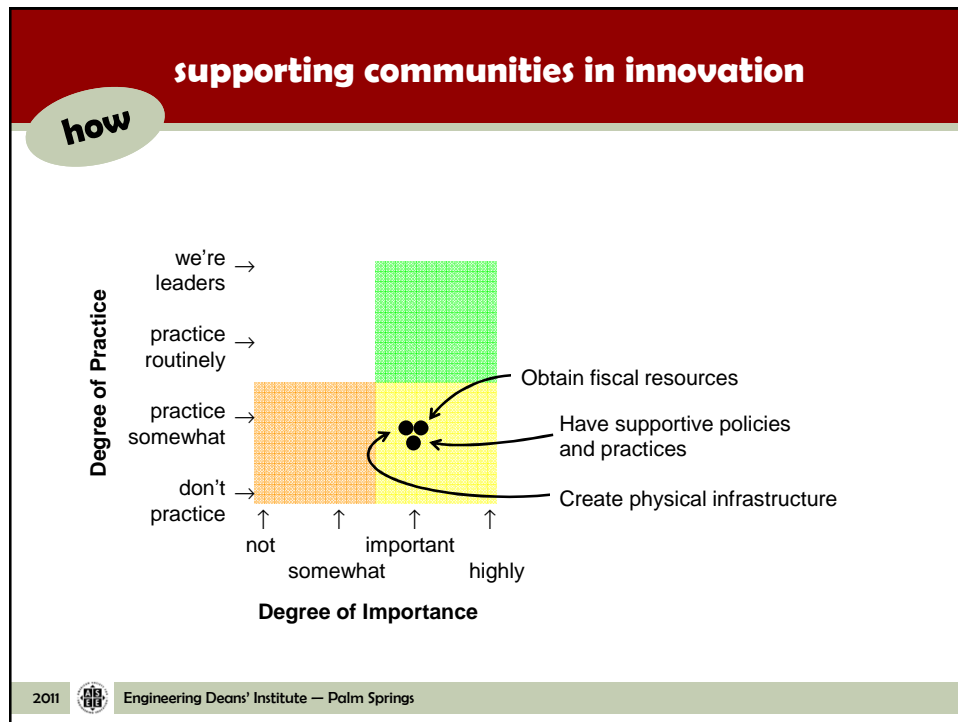 supporting communities in innovation
how
Degree of Practice
we're
leaders →
practice
routinely →
practice
somewhat →
don't
practice →
Obtain fiscal resources
Have supportive policies
and practices
Create physical infrastructure
↑ ↑ ↑ ↑
not important
somewhat highly
Degree of Importance
2011 ASEE Engineering Deans' Institute — Palm Springs